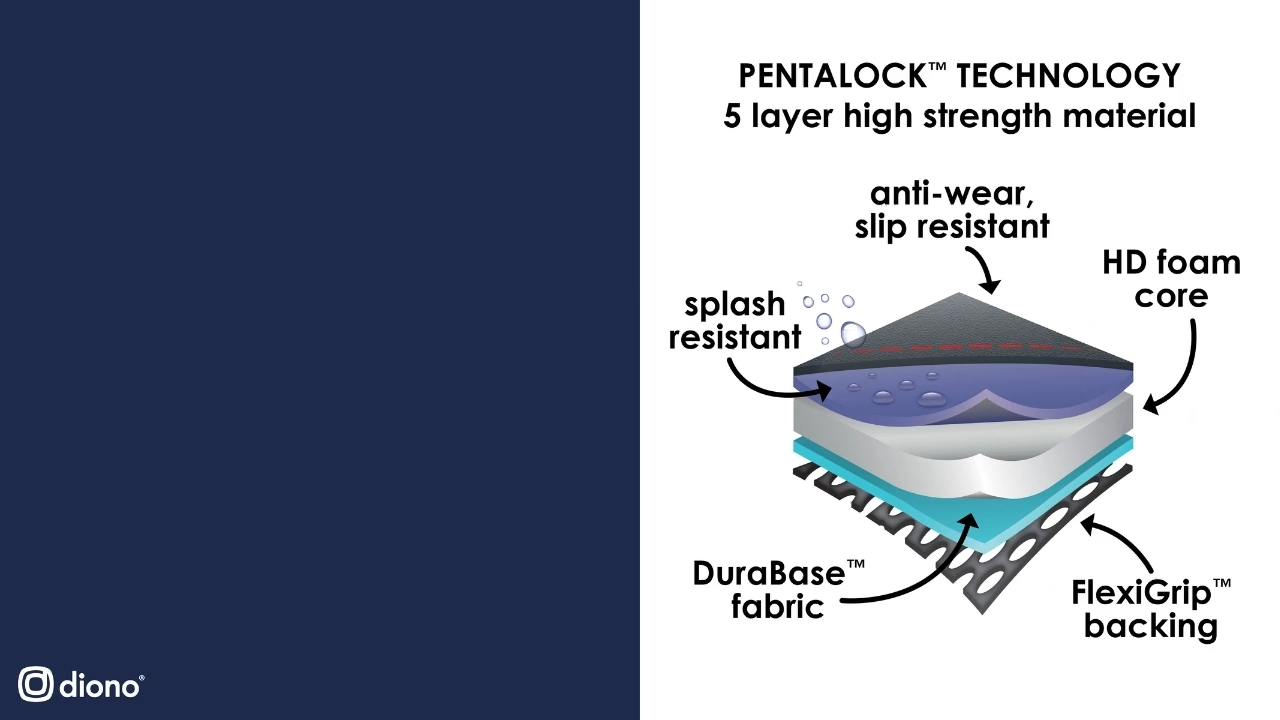 PENTALOCK™ TECHNOLOGY
5 layer high strength material
anti-wear,
slip resistant
HD foam
core
splash
resistant
DuraBase™
fabric
FlexiGrip™
backing
diono®